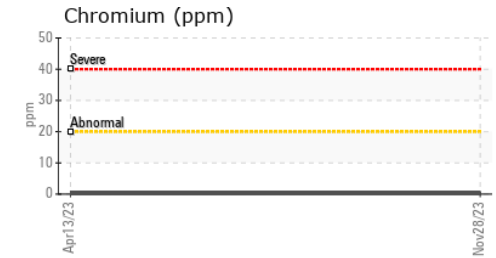 Chromium (ppm)
50
Severe
40
30
ppm
Abnormal
20
10
0
Apr13/23
Nov28/23